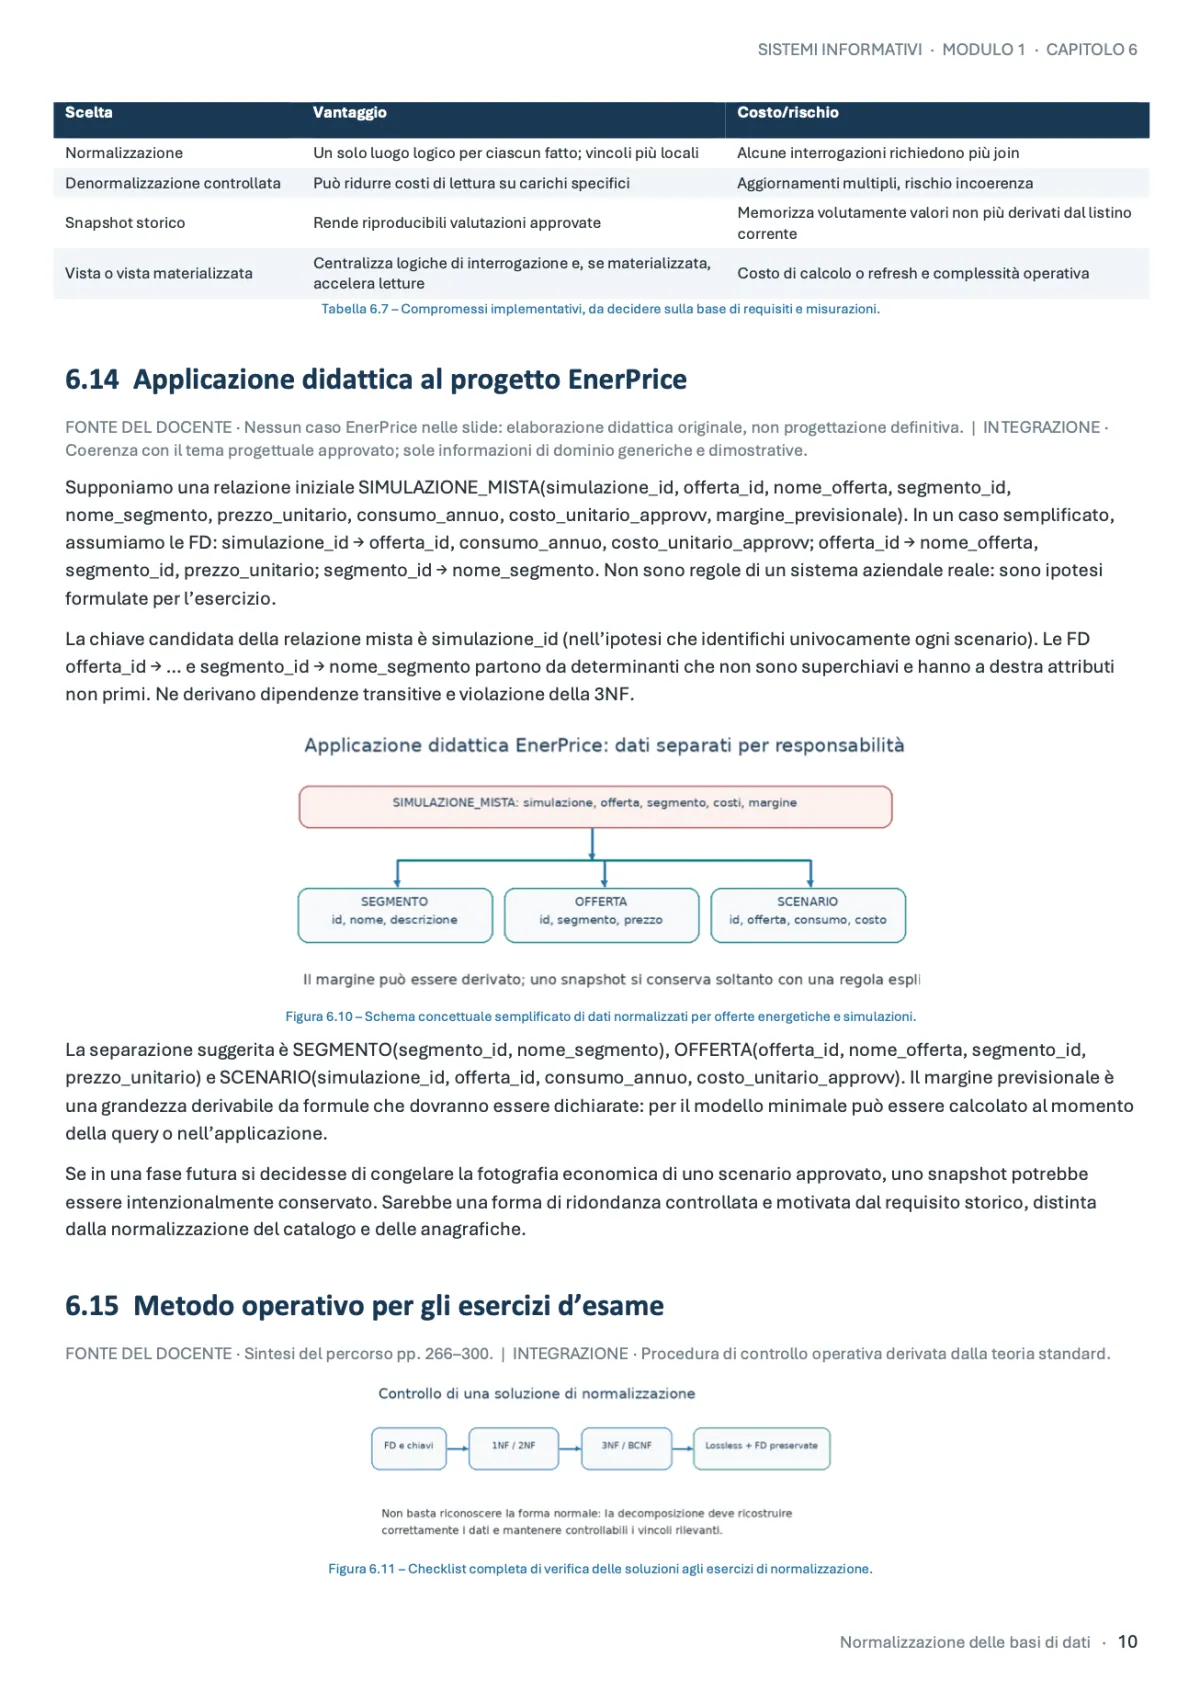 SISTEMI INFORMATIVI · MODULO 1 · CAPITOLO 6
Scelta Vantaggio Costo/rischio
Normalizzazione Un solo luogo logico per ciascun fatto; vincoli più locali Alcune interrogazioni richiedono più join
Denormalizzazione controllata Può ridurre costi di lettura su carichi specifici Aggiornamenti multipli, rischio incoerenza
Snapshot storico Rende riproducibili valutazioni approvate Memorizza volutamente valori non più derivati dal listino
corrente
Vista o vista materializzata Centralizza logiche di interrogazione e, se materializzata,
accelera letture Costo di calcolo o refresh e complessità operativa
Tabella 6.7 – Compromessi implementativi, da decidere sulla base di requisiti e misurazioni.
6.14 Applicazione didattica al progetto EnerPrice
FONTE DEL DOCENTE · Nessun caso EnerPrice nelle slide: elaborazione didattica originale, non progettazione definitiva. | INTEGRAZIONE ·
Coerenza con il tema progettuale approvato; sole informazioni di dominio generiche e dimostrative.
Supponiamo una relazione iniziale SIMULAZIONE_MISTA(simulazione_id, offerta_id, nome_offerta, segmento_id,
nome_segmento, prezzo_unitario, consumo_annuo, costo_unitario_approvv, margine_previsionale). In un caso semplificato,
assumiamo le FD: simulazione_id → offerta_id, consumo_annuo, costo_unitario_approvv; offerta_id → nome_offerta,
segmento_id, prezzo_unitario; segmento_id → nome_segmento. Non sono regole di un sistema aziendale reale: sono ipotesi
formulate per l’esercizio.
La chiave candidata della relazione mista è simulazione_id (nell’ipotesi che identifichi univocamente ogni scenario). Le FD
offerta_id → ... e segmento_id → nome_segmento partono da determinanti che non sono superchiavi e hanno a destra attributi
non primi. Ne derivano dipendenze transitive e violazione della 3NF.
Applicazione didattica EnerPrice: dati separati per responsabilità
SIMULAZIONE_MISTA: simulazione, offerta, segmento, costi, margine
SEGMENTO OFFERTA SCENARIO
id, nome, descrizione id, segmento, prezzo id, offerta, consumo, costo
Il margine può essere derivato; uno snapshot si conserva soltanto con una regola espli
Figura 6.10 – Schema concettuale semplificato di dati normalizzati per offerte energetiche e simulazioni.
La separazione suggerita è SEGMENTO(segmento_id, nome_segmento), OFFERTA(offerta_id, nome_offerta, segmento_id,
prezzo_unitario) e SCENARIO(simulazione_id, offerta_id, consumo_annuo, costo_unitario_approvv). Il margine previsionale è
una grandezza derivabile da formule che dovranno essere dichiarate: per il modello minimale può essere calcolato al momento
della query o nell’applicazione.
Se in una fase futura si decidesse di congelare la fotografia economica di uno scenario approvato, uno snapshot potrebbe
essere intenzionalmente conservato. Sarebbe una forma di ridondanza controllata e motivata dal requisito storico, distinta
dalla normalizzazione del catalogo e delle anagrafiche.
6.15 Metodo operativo per gli esercizi d’esame
FONTE DEL DOCENTE · Sintesi del percorso pp. 266–300. | INTEGRAZIONE · Procedura di controllo operativa derivata dalla teoria standard.
Controllo di una soluzione di normalizzazione
FD e chiavi 1NF / 2NF 3NF / BCNF Lossless + FD preservate
Non basta riconoscere la forma normale: la decomposizione deve ricostruire
correttamente i dati e mantenere controllabili i vincoli rilevanti.
Figura 6.11 – Checklist completa di verifica delle soluzioni agli esercizi di normalizzazione.
Normalizzazione delle basi di dati · 10